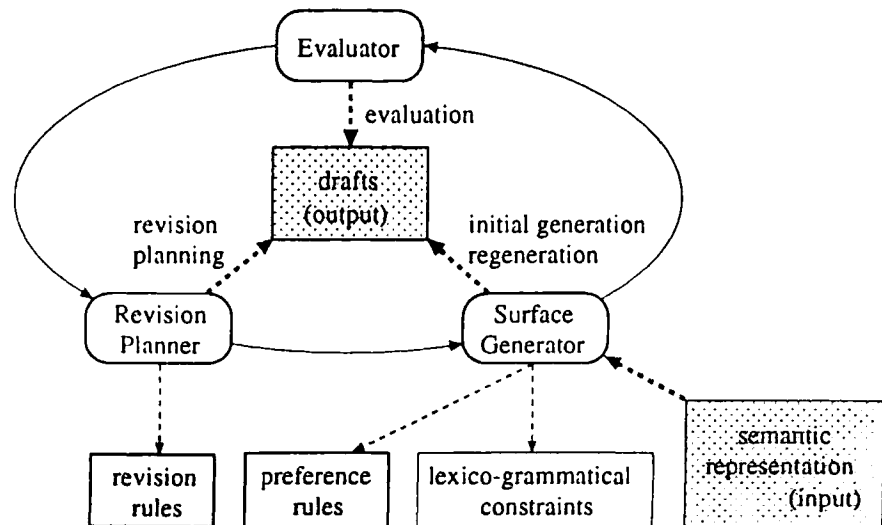 Evaluator
evaluation
drafts
(output)
revision
planning
initial generation
regeneration
Revision
Planner
Surface
Generator
semantic
representation
(input)
revision
rules
preference
rules
lexico-grammatical
constraints